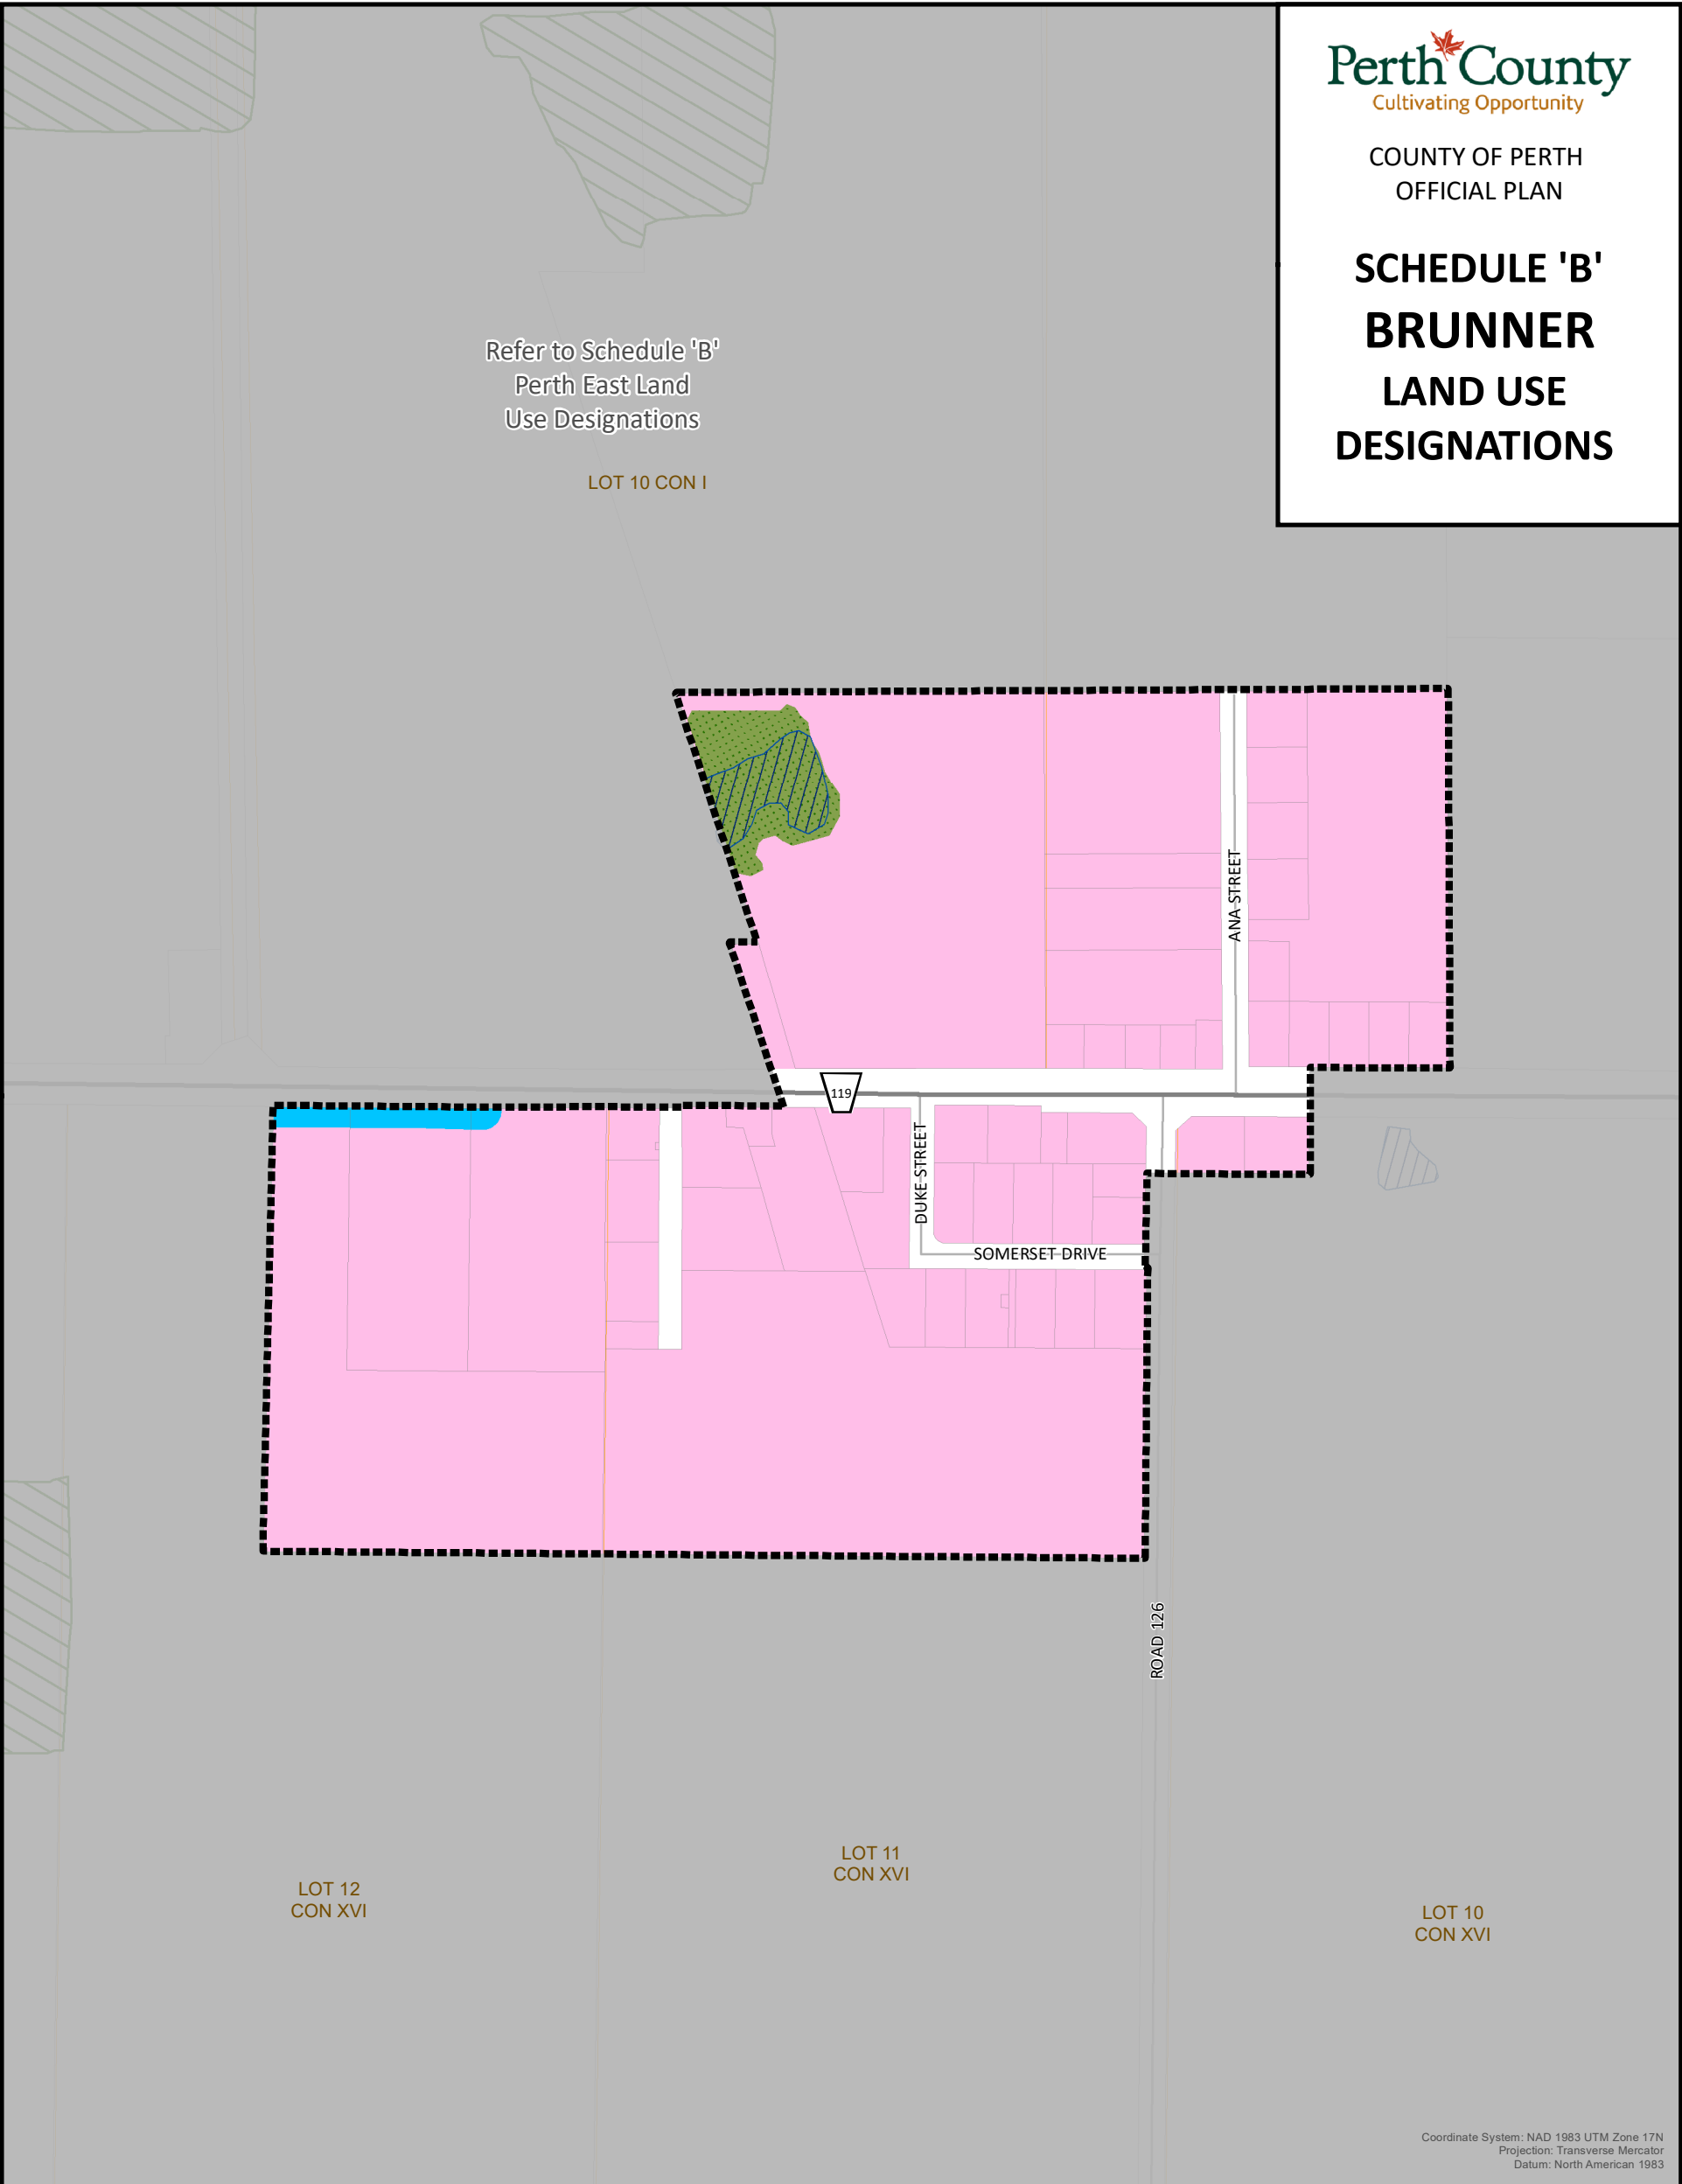 Perth County
Cultivating Opportunity
COUNTY OF PERTH
OFFICIAL PLAN
SCHEDULE 'B'
BRUNNER
LAND USE
DESIGNATIONS
Refer to Schedule 'B'
Perth East Land
Use Designations
LOT 10 CON I
ANA STREET
119
DUKE STREET
SOMERSET DRIVE
ROAD 126
LOT 11
CON XVI
LOT 12
CON XVI
LOT 10
CON XVI
Coordinate System: NAD 1983 UTM Zone 17N
Projection: Transverse Mercator
Datum: North American 1983